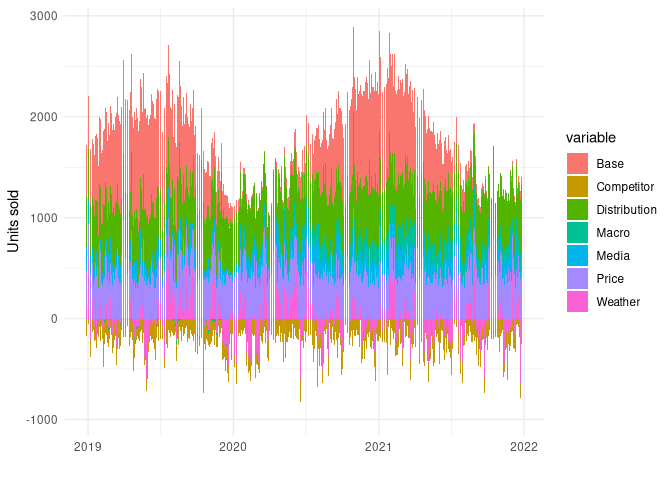 3000
2000
1000
0
-1000
Units sold
2019
2020
2021
2022
variable
Base
Competitor
Distribution
Macro
Media
Price
Weather